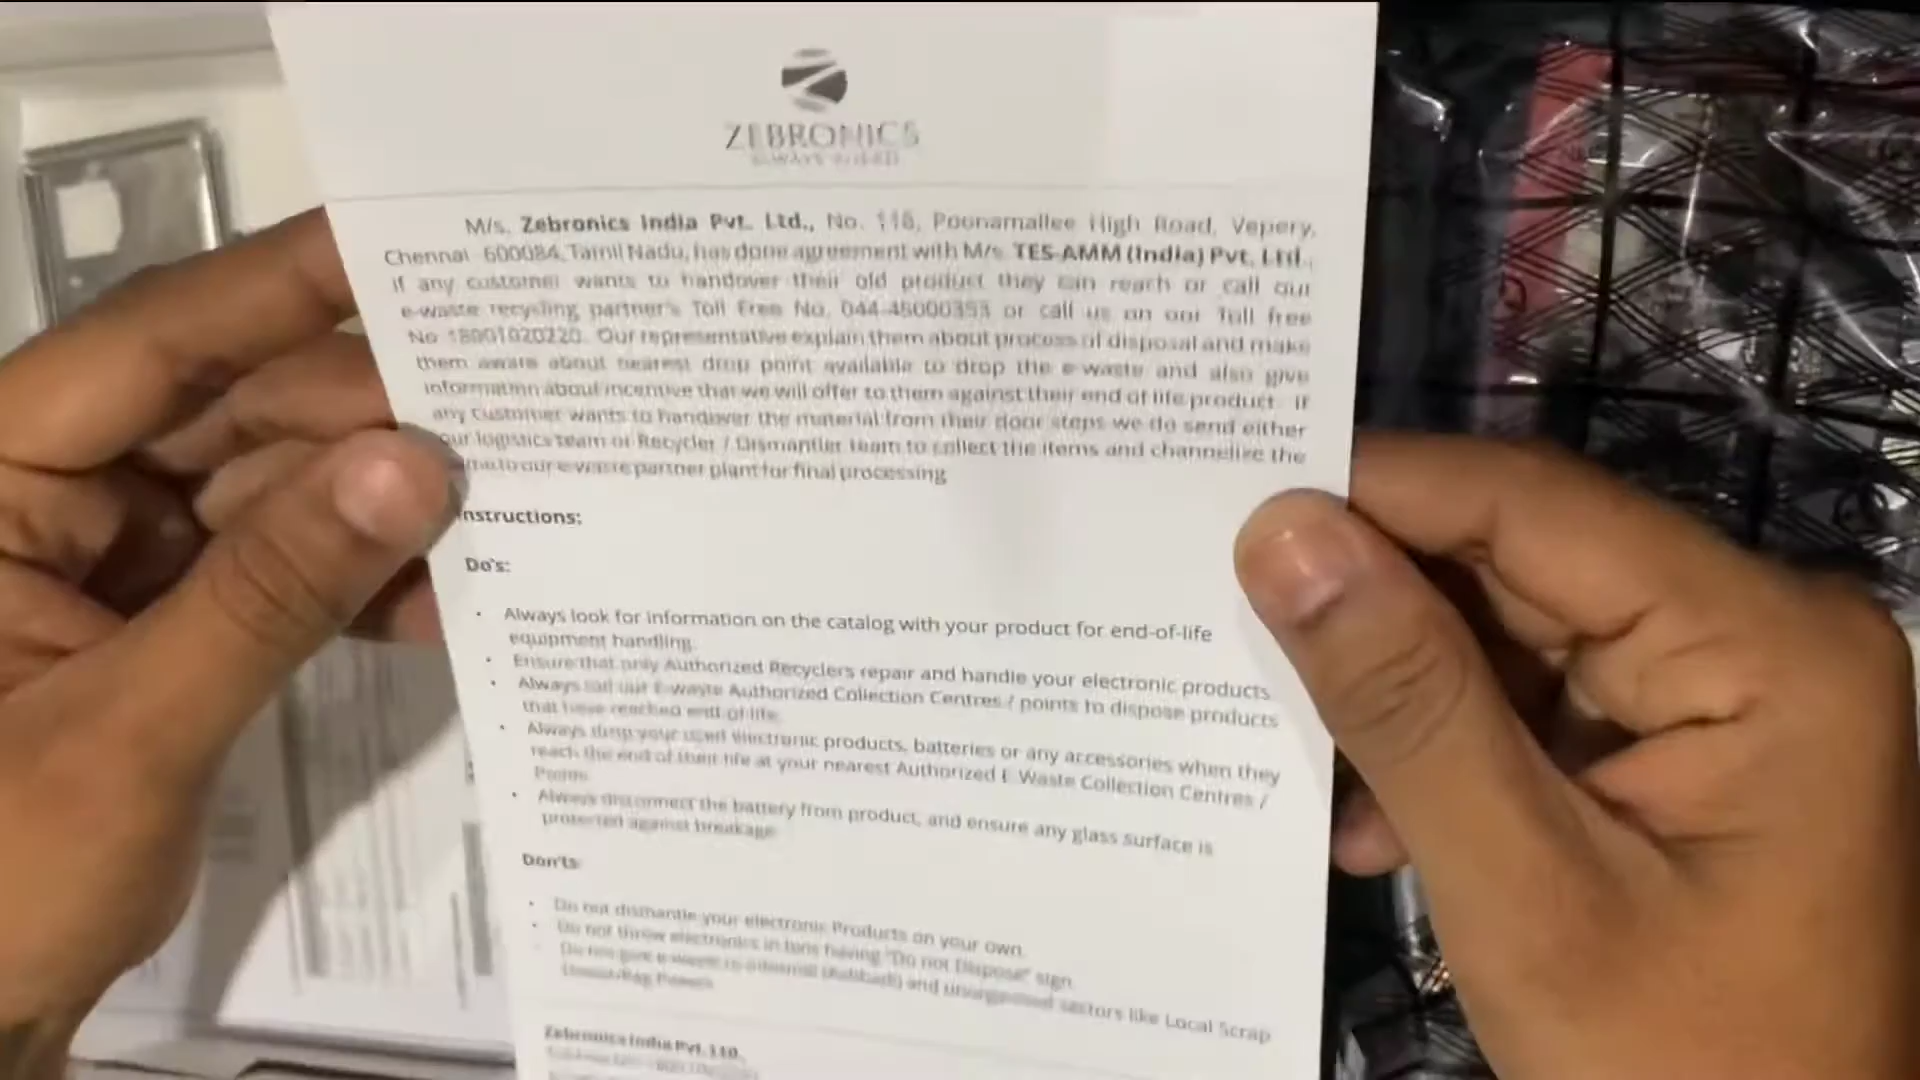 ZEBRONICS
ALWAYS AHEAD
M/s. Zebronics India Pvt. Ltd., No. 118, Poonamallee High Road, Vepery,
Chennai 600084, Tamil Nadu, has done agreement with M/s. TES-AMM (India) Pvt. Ltd.,
if any customer wants to handover their old product they can reach or call our
e-waste recycling partner's Toll Free No. 044-45000353 or call us on our Toll free
No 18001020220. Our representative explain them about process of disposal and make
them aware about nearest drop point available to drop the e-waste and also give
information about incentive that we will offer to them against their end of life product. If
any customer wants to handover the material from their door steps we do send either
our logistics team or Recycler / Dismantler team to collect the items and channelize the
to our e-waste partner plant for final processing
nstructions:
Do's:
• Always look for information on the catalog with your product for end-of-life
equipment handling.
• Ensure that only Authorized Recyclers repair and handle your electronic products.
• Always call our E-waste Authorized Collection Centres / points to dispose products
that have reached end-of-life.
• Always drop your used electronic products, batteries or any accessories when they
reach the end of their life at your nearest Authorized E-Waste Collection Centres /
Points.
• Always disconnect the battery from product, and ensure any glass surface is
protected against breakage.
Don'ts:
• Do not dismantle your electronic Products on your own.
• Do not throw electronics in bins having "Do not Dispose" sign.
• Do not give e-waste to informal (Kabbadi) and unorganized sectors like Local Scrap
Zebronics India Pvt. Ltd.